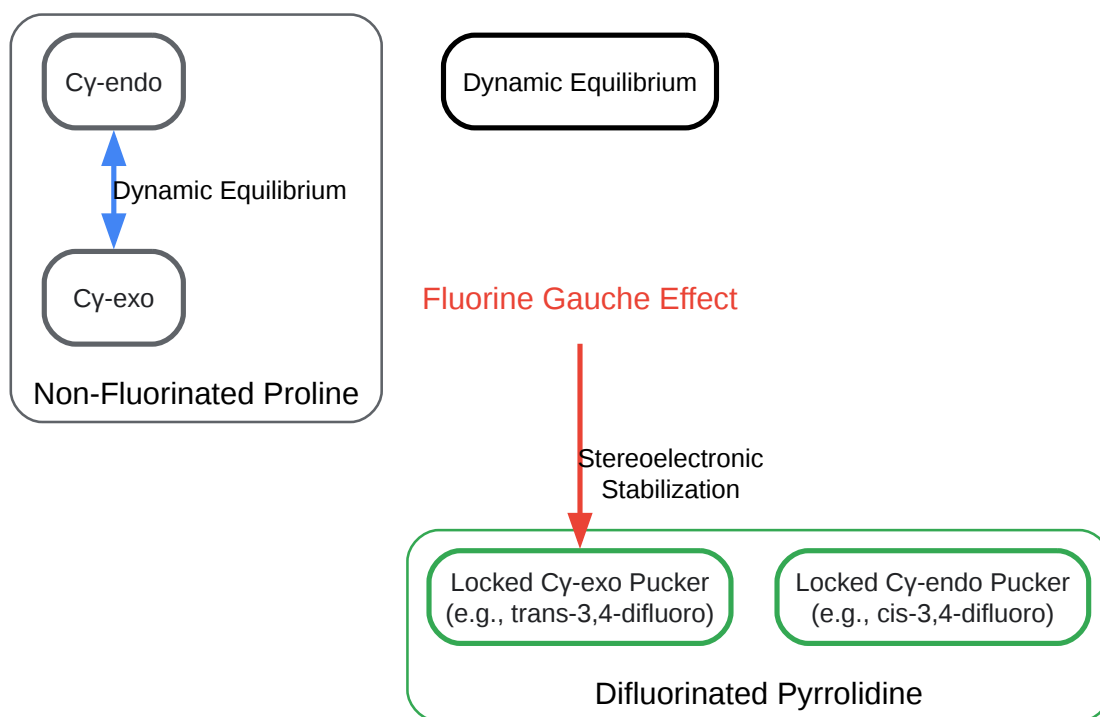 Cγ-endo
Dynamic Equilibrium
Dynamic Equilibrium
Cγ-exo
Fluorine Gauche Effect
Non-Fluorinated Proline
Stereoelectronic
Stabilization
Locked Cγ-exo Pucker
(e.g., trans-3,4-difluoro)
Locked Cγ-endo Pucker
(e.g., cis-3,4-difluoro)
Difluorinated Pyrrolidine